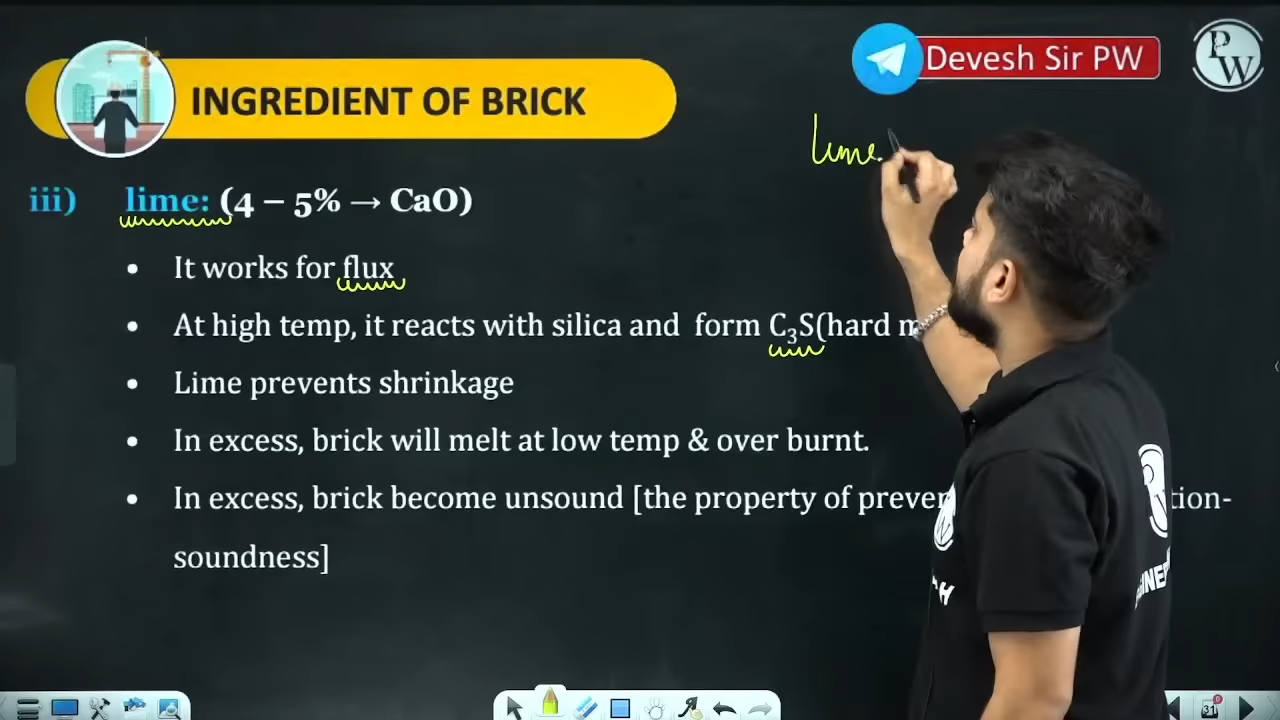 Devesh Sir PW
PW
INGREDIENT OF BRICK
lime.
iii) lime: (4 – 5% → CaO)
• It works for flux
• At high temp, it reacts with silica and form C₃S(hard
• Lime prevents shrinkage
• In excess, brick will melt at low temp & over burnt.
• In excess, brick become unsound [the property of
soundness]
31